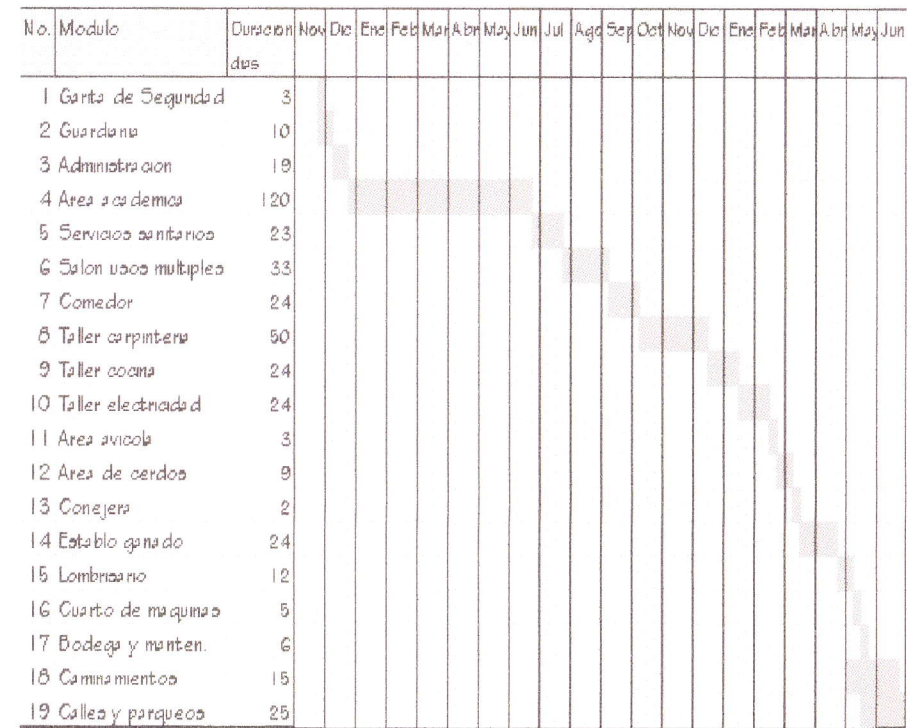 No. Modulo Duracion Nov Dic Ene Feb Mar Abr May Jun Jul Ago Sep Oct Nov Dic Ene Feb Mar Abr May Jun
dias
1 Garita de Seguridad 3
2 Guardiania 10
3 Administracion 19
4 Area academica 120
5 Servicios sanitarios 23
6 Salon usos multiples 33
7 Comedor 24
8 Taller carpinteria 50
9 Taller cocina 24
10 Taller electricidad 24
11 Area avicola 3
12 Area de cerdos 9
13 Conejera 2
14 Establo ganado 24
15 Lombrisario 12
16 Cuarto de maquinas 5
17 Bodega y manten. 6
18 Caminamientos 15
19 Calles y parqueos 25